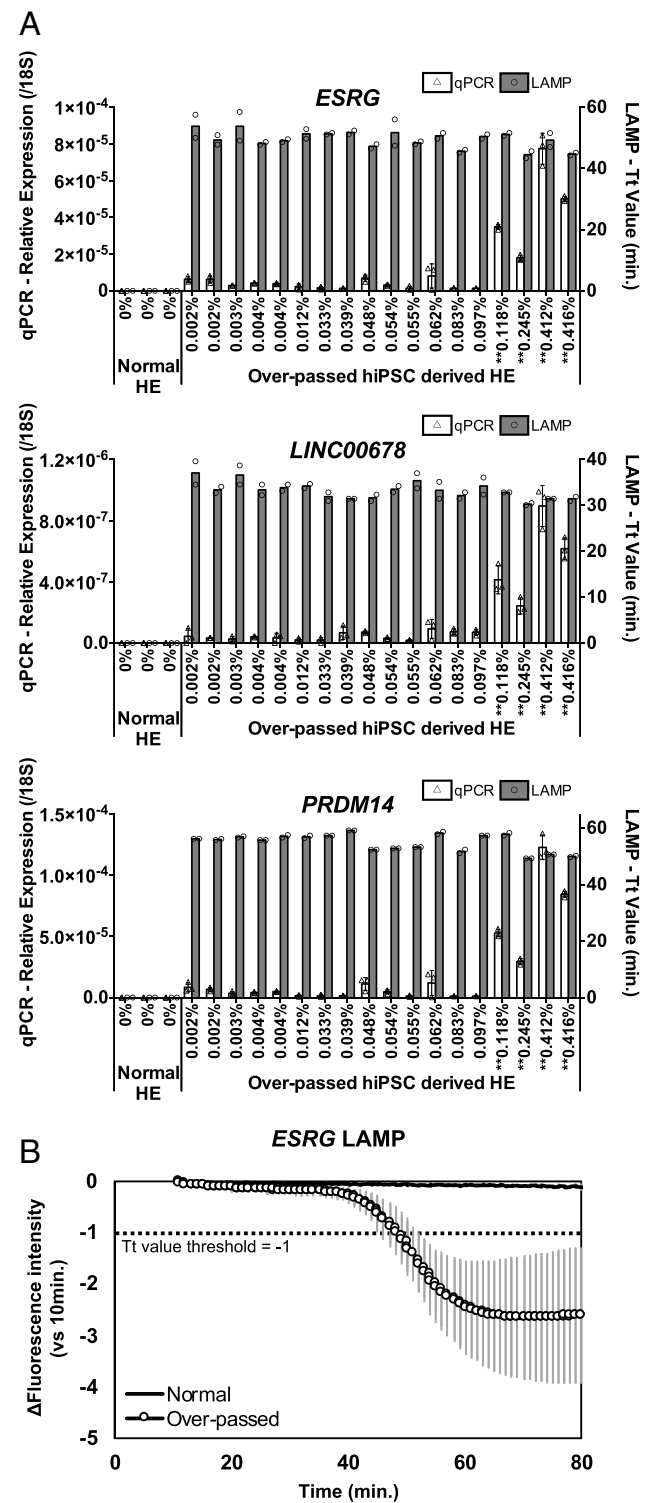 A
ESRG
qPCR LAMP
qPCR - Relative Expression (/18S)
LAMP - Tt Value (min.)
1×10-4
8×10-5
6×10-5
4×10-5
2×10-5
0
60
40
20
0
0% 0% 0% 0.002% 0.002% 0.003% 0.004% 0.004% 0.012% 0.033% 0.039% 0.048% 0.054% 0.055% 0.062% 0.083% 0.097% **0.118% **0.245% **0.412% **0.416%
Normal
HE
Over-passed hiPSC derived HE
LINC00678
qPCR LAMP
qPCR - Relative Expression (/18S)
LAMP - Tt Value (min.)
1.2×10-6
8.0×10-7
4.0×10-7
0.0
40
30
20
10
0
0% 0% 0% 0.002% 0.002% 0.003% 0.004% 0.004% 0.012% 0.033% 0.039% 0.048% 0.054% 0.055% 0.062% 0.083% 0.097% **0.118% **0.245% **0.412% **0.416%
Normal
HE
Over-passed hiPSC derived HE
PRDM14
qPCR LAMP
qPCR - Relative Expression (/18S)
LAMP - Tt Value (min.)
1.5×10-4
1.0×10-4
5.0×10-5
0.0
60
40
20
0
0% 0% 0% 0.002% 0.002% 0.003% 0.004% 0.004% 0.012% 0.033% 0.039% 0.048% 0.054% 0.055% 0.062% 0.083% 0.097% **0.118% **0.245% **0.412% **0.416%
Normal
HE
Over-passed hiPSC derived HE
B
ESRG LAMP
ΔFluorescence intensity
(vs 10min.)
0
-1
-2
-3
-4
-5
Tt value threshold = -1
Normal
Over-passed
0 20 40 60 80
Time (min.)